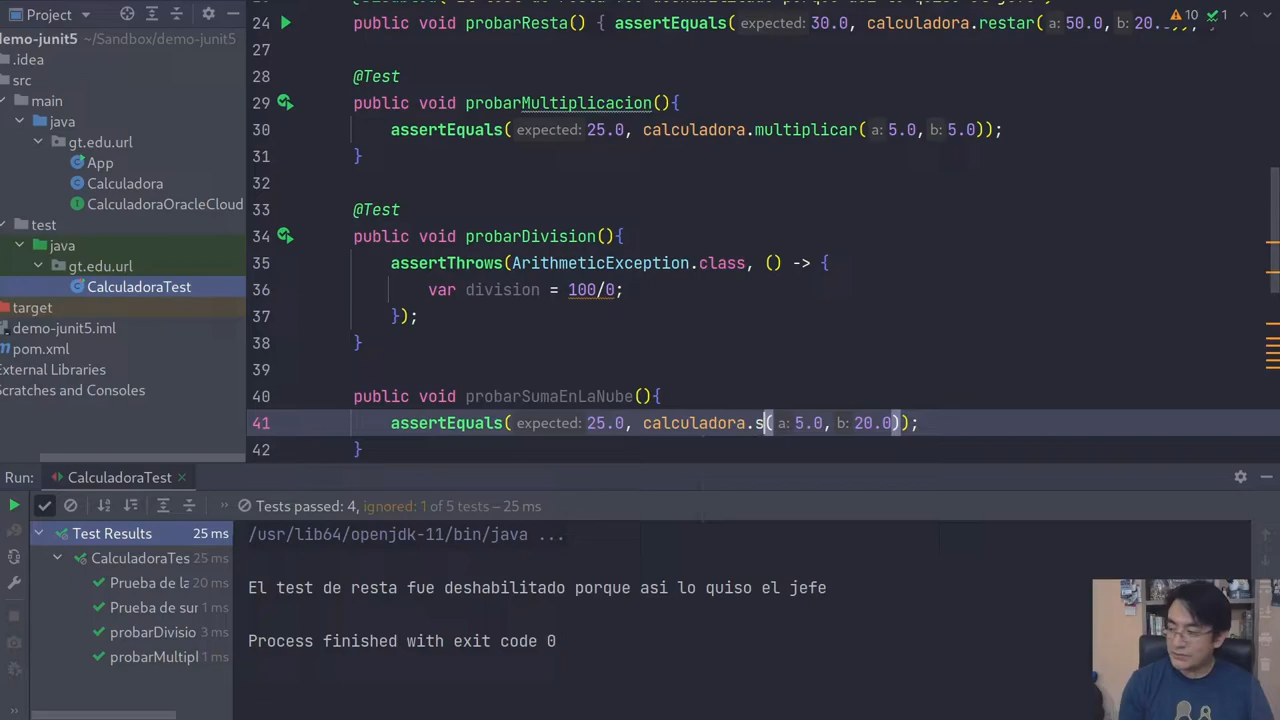 Project
demo-junit5 ~/Sandbox/demo-junit5
.idea
src
main
java
gt.edu.url
App
Calculadora
CalculadoraOracleCloud
test
java
gt.edu.url
CalculadoraTest
target
demo-junit5.iml
pom.xml
External Libraries
Scratches and Consoles
10 1
24 public void probarResta() { assertEquals( expected: 30.0, calculadora.restar( a: 50.0, b: 20.
27
28 @Test
29 public void probarMultiplicacion(){
30 assertEquals( expected: 25.0, calculadora.multiplicar( a: 5.0, b: 5.0));
31 }
32
33 @Test
34 public void probarDivision(){
35 assertThrows(ArithmeticException.class, () -> {
36 var division = 100/0;
37 });
38 }
39
40 public void probarSumaEnLaNube(){
41 assertEquals( expected: 25.0, calculadora.s( a: 5.0, b: 20.0));
42 }
Run: CalculadoraTest
Tests passed: 4, ignored: 1 of 5 tests – 25 ms
Test Results 25 ms
CalculadoraTes 25 ms
Prueba de la 20 ms
Prueba de sur 1 ms
probarDivisio 3 ms
probarMultipl 1 ms
/usr/lib64/openjdk-11/bin/java ...
El test de resta fue deshabilitado porque asi lo quiso el jefe
Process finished with exit code 0